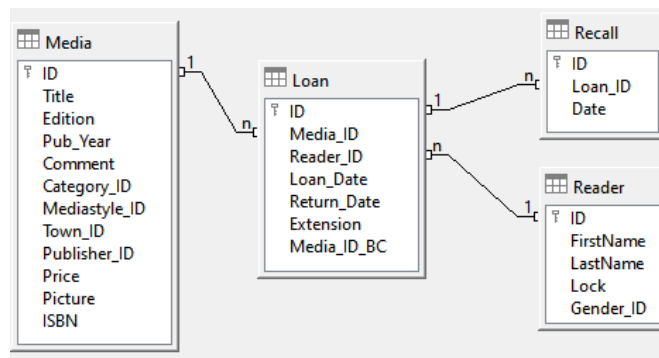 Media
ID
Title
Edition
Pub_Year
Comment
Category_ID
Mediastyle_ID
Town_ID
Publisher_ID
Price
Picture
ISBN
1
n
Loan
ID
Media_ID
Reader_ID
Loan_Date
Return_Date
Extension
Media_ID_BC
1
n
n
1
Recall
ID
Loan_ID
Date
Reader
ID
FirstName
LastName
Lock
Gender_ID